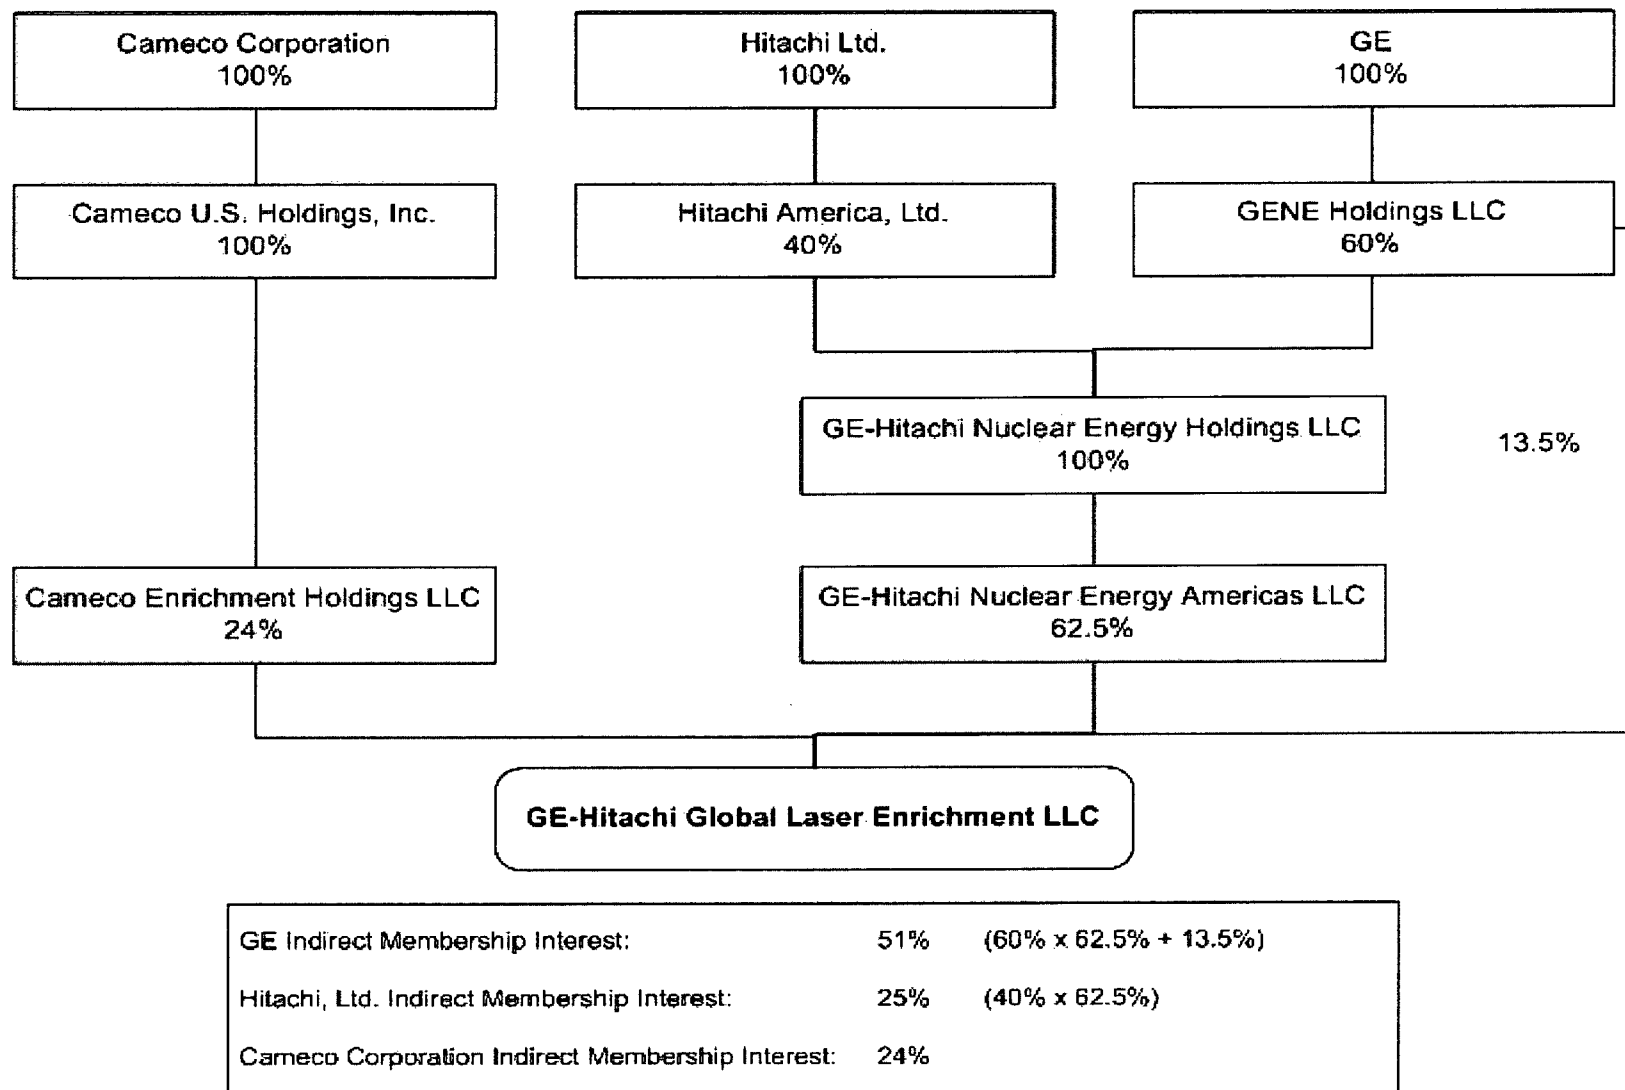 Cameco Corporation
100%
Hitachi Ltd.
100%
GE
100%
Cameco U.S. Holdings, Inc.
100%
Hitachi America, Ltd.
40%
GENE Holdings LLC
60%
GE-Hitachi Nuclear Energy Holdings LLC
100%
13.5%
Cameco Enrichment Holdings LLC
24%
GE-Hitachi Nuclear Energy Americas LLC
62.5%
GE-Hitachi Global Laser Enrichment LLC
GE Indirect Membership Interest: 51% (60% x 62.5% + 13.5%)
Hitachi, Ltd. Indirect Membership Interest: 25% (40% x 62.5%)
Cameco Corporation Indirect Membership Interest: 24%